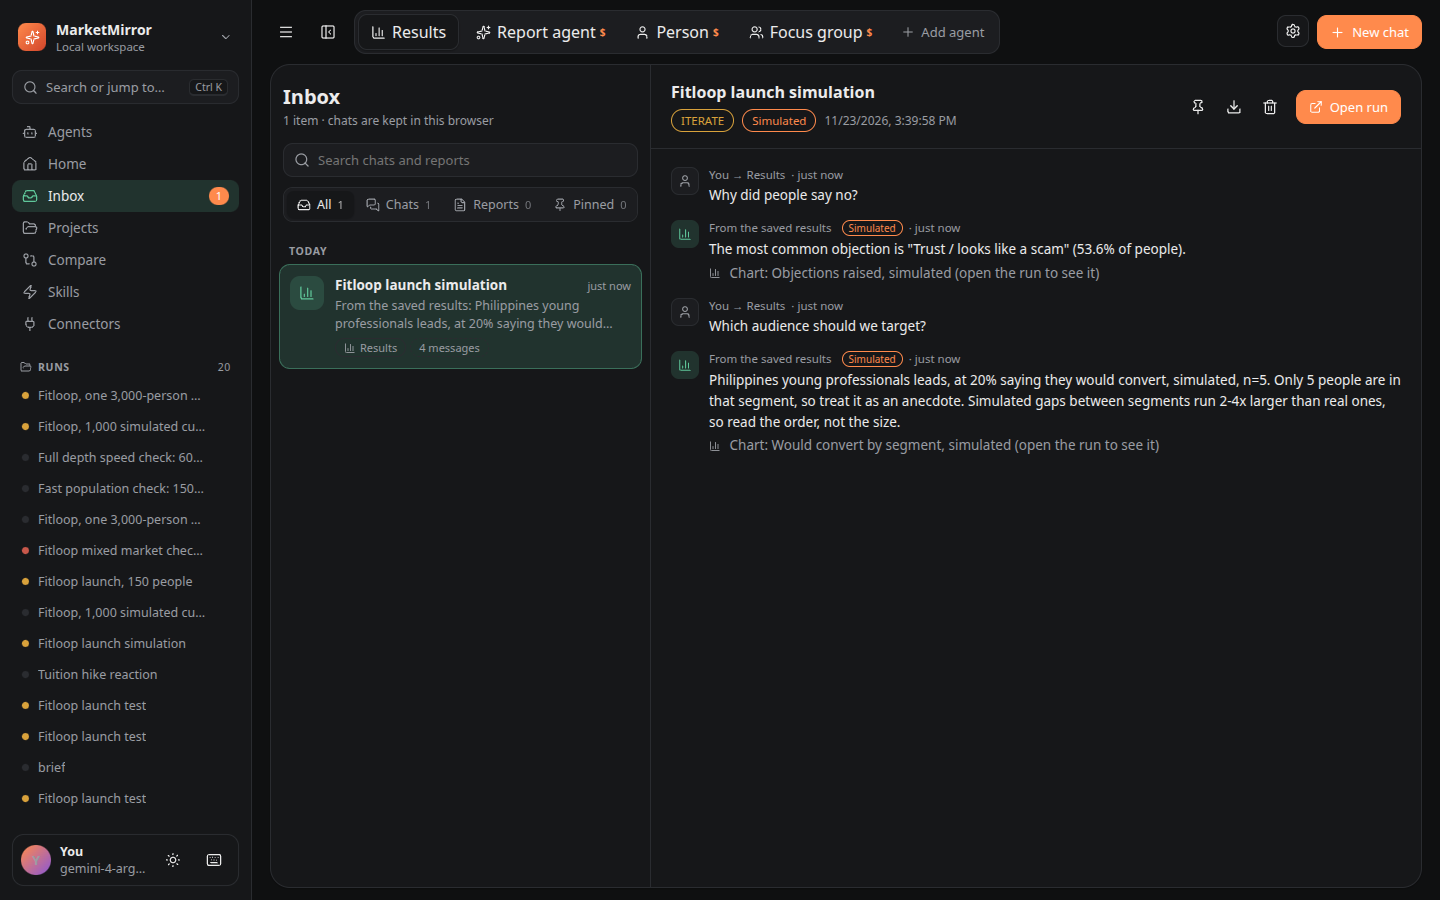 MarketMirror
Local workspace
Search or jump to...
Ctrl K
Agents
Home
Inbox
1
Projects
Compare
Skills
Connectors
RUNS
20
Fitloop, one 3,000-person ...
Fitloop, 1,000 simulated cu...
Full depth speed check: 60...
Fast population check: 150...
Fitloop, one 3,000-person ...
Fitloop mixed market chec...
Fitloop launch, 150 people
Fitloop, 1,000 simulated cu...
Fitloop launch simulation
Tuition hike reaction
Fitloop launch test
Fitloop launch test
brief
Fitloop launch test
Y
You
gemini-4-arg...
Results
Report agent $
Person $
Focus group $
Add agent
New chat
Inbox
1 item · chats are kept in this browser
Search chats and reports
All 1
Chats 1
Reports 0
Pinned 0
TODAY
Fitloop launch simulation
just now
From the saved results: Philippines young
professionals leads, at 20% saying they would...
Results
4 messages
Fitloop launch simulation
ITERATE
Simulated
11/23/2026, 3:39:58 PM
Open run
You → Results · just now
Why did people say no?
From the saved results Simulated · just now
The most common objection is "Trust / looks like a scam" (53.6% of people).
Chart: Objections raised, simulated (open the run to see it)
You → Results · just now
Which audience should we target?
From the saved results Simulated · just now
Philippines young professionals leads, at 20% saying they would convert, simulated, n=5. Only 5 people are in
that segment, so treat it as an anecdote. Simulated gaps between segments run 2-4x larger than real ones,
so read the order, not the size.
Chart: Would convert by segment, simulated (open the run to see it)